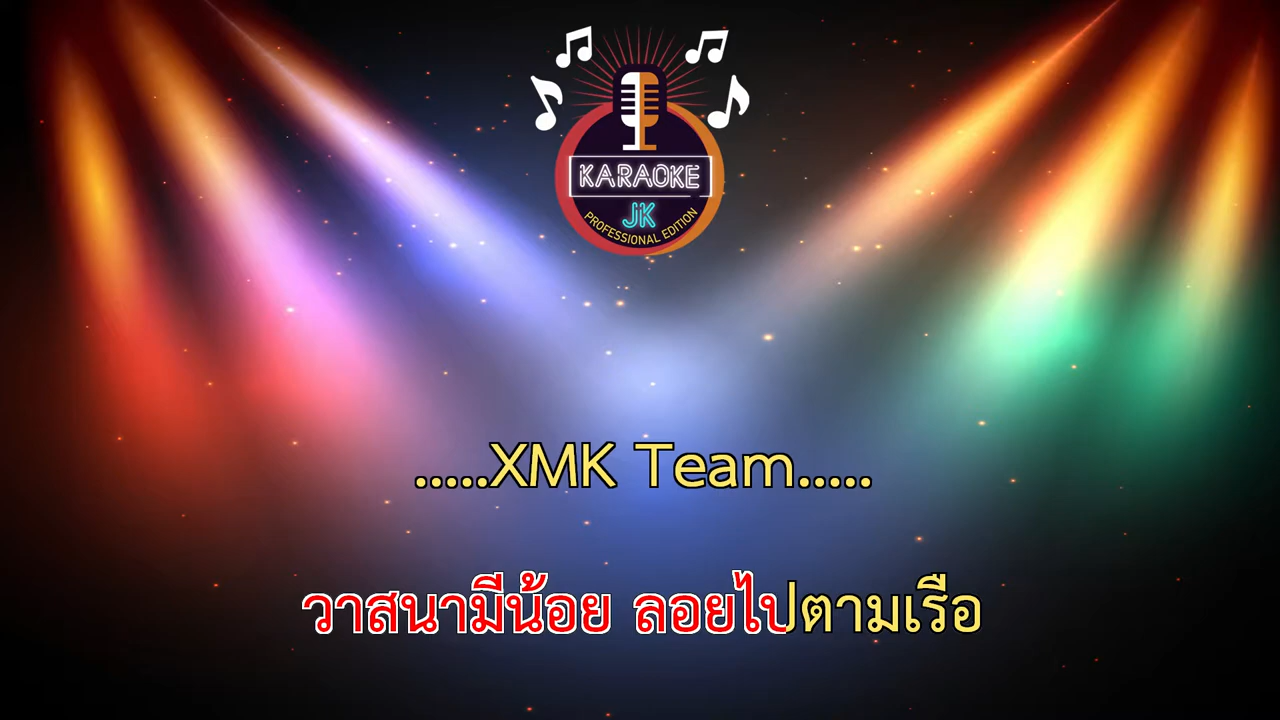 KARAOKE
JK
PROFESSIONAL EDITION
.....XMK Team.....
วาสนามีน้อย ลอยไปตามเรือ